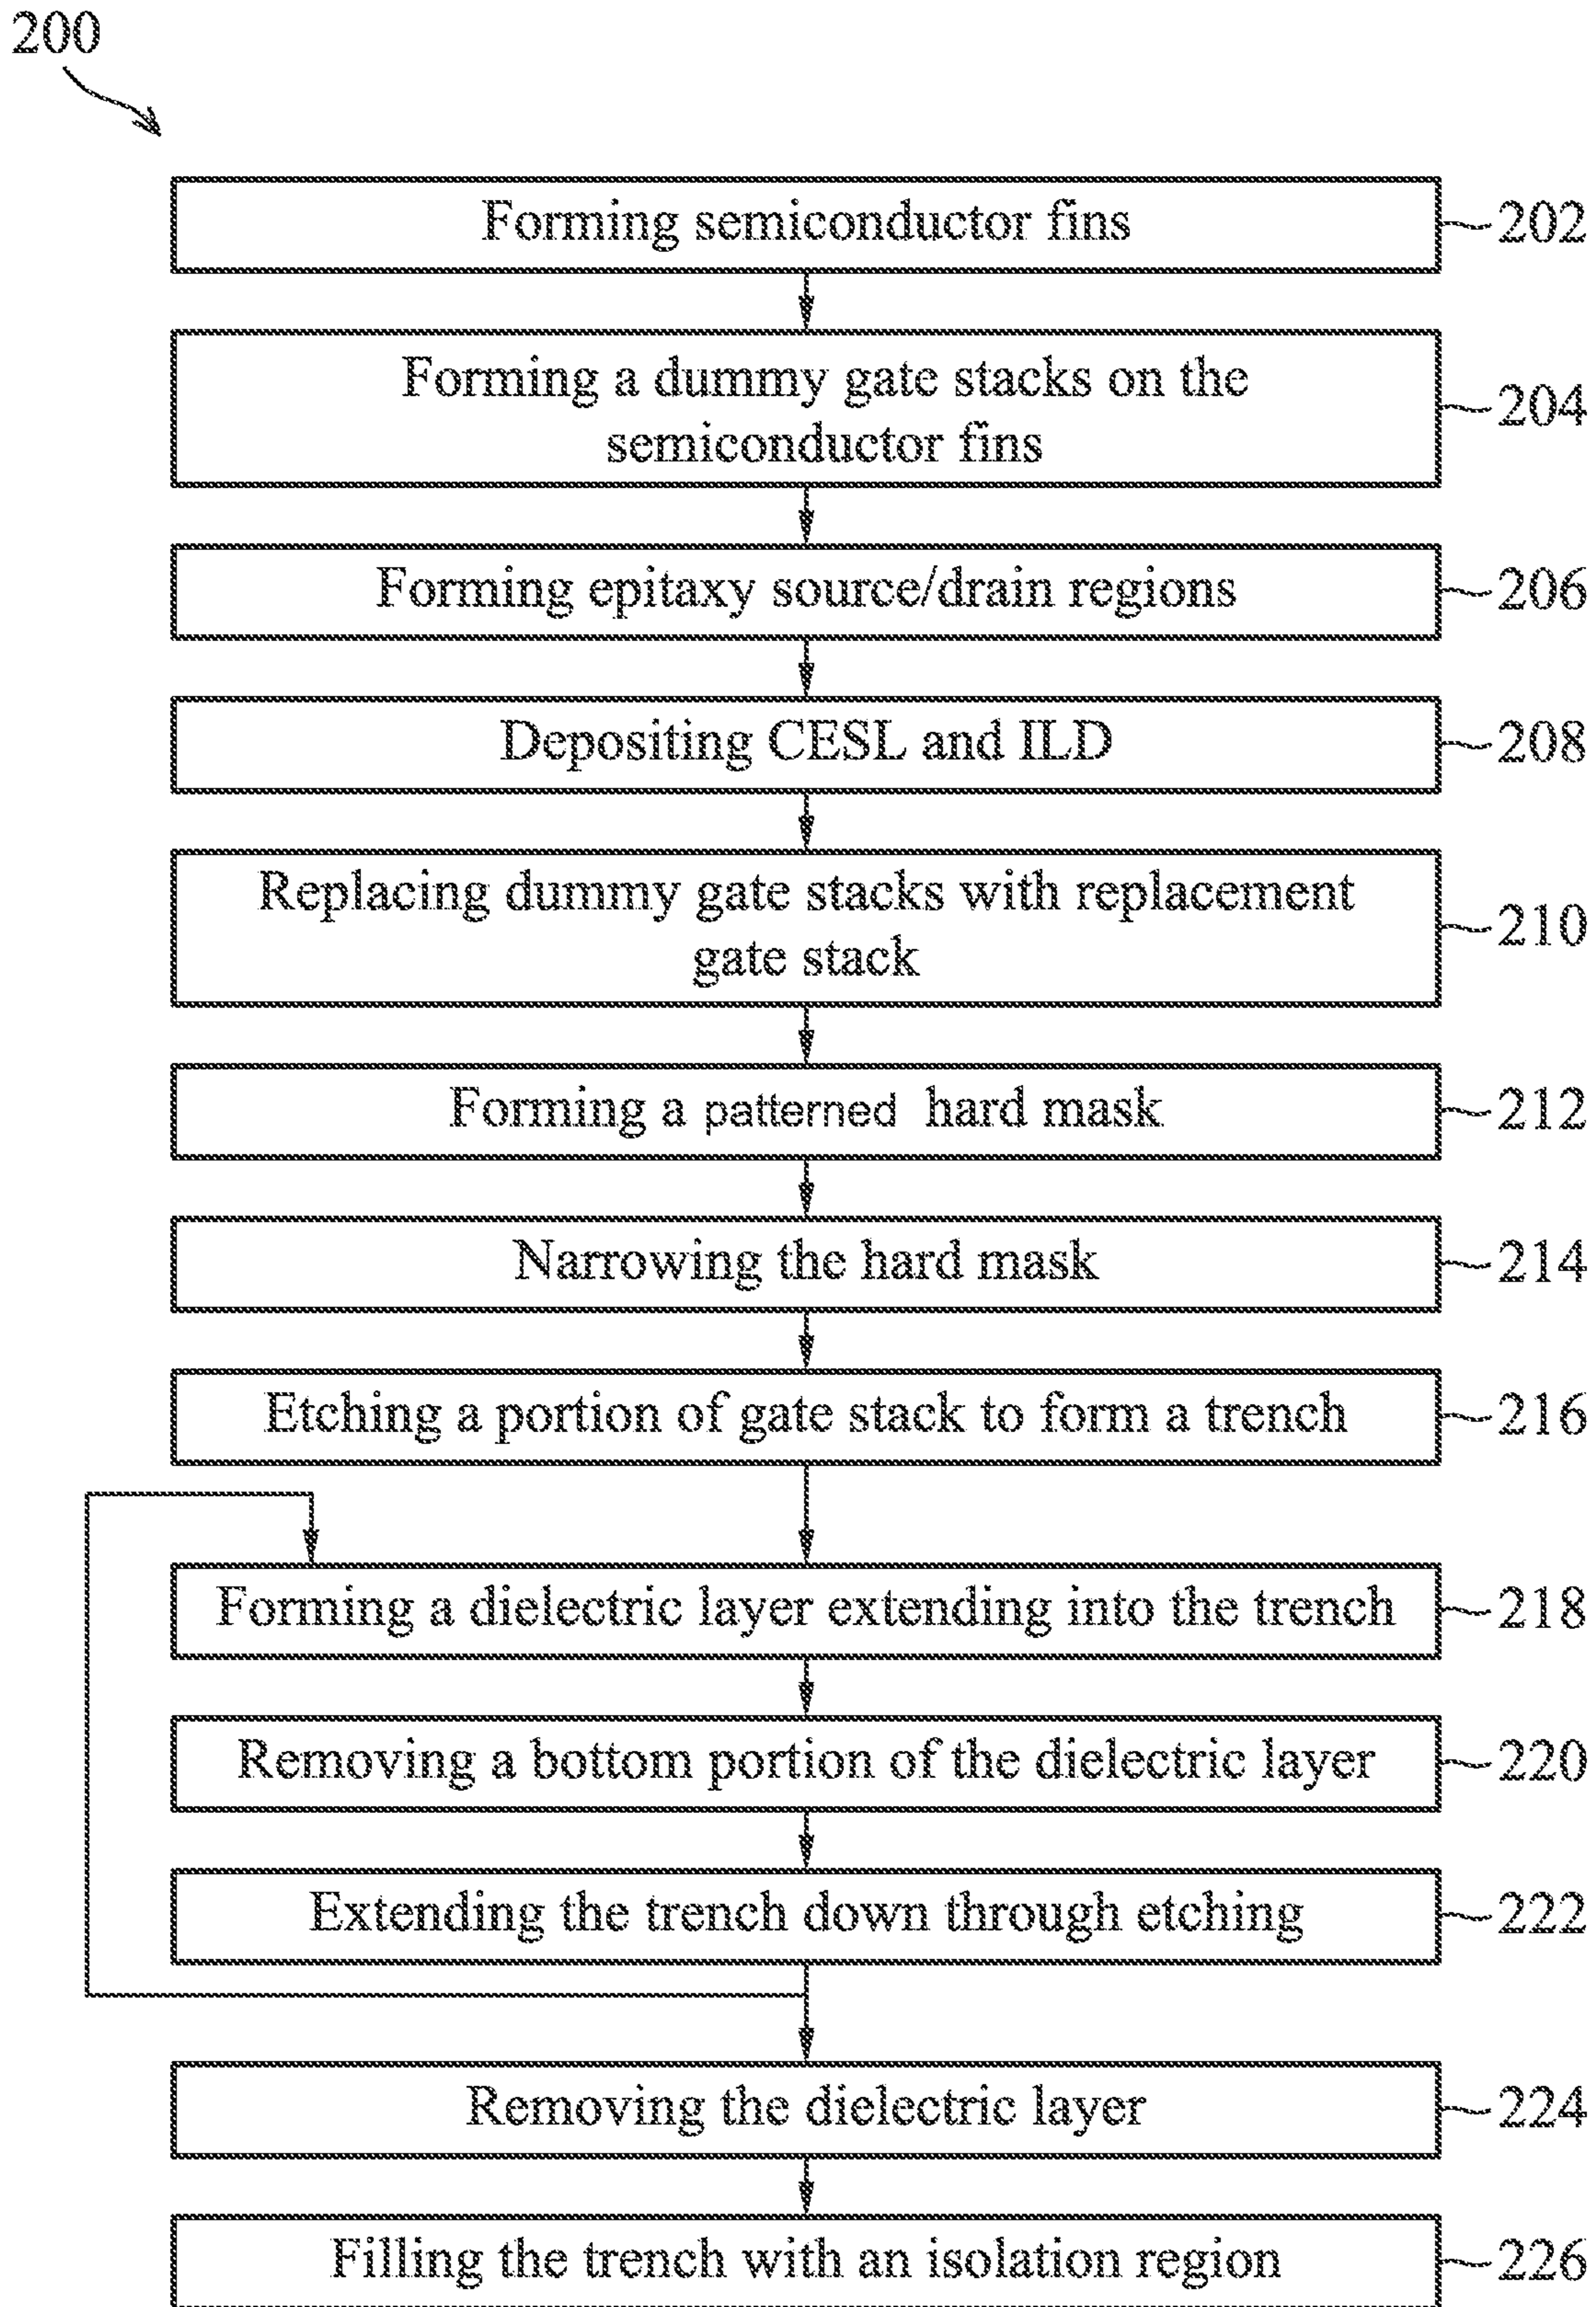 200
Forming semiconductor fins 202
Forming a dummy gate stacks on the
semiconductor fins
204
Forming epitaxy source/drain regions 206
Depositing CESL and ILD 208
Replacing dummy gate stacks with replacement
gate stack
210
Forming a patterned hard mask 212
Narrowing the hard mask 214
Etching a portion of gate stack to form a trench 216
Forming a dielectric layer extending into the trench 218
Removing a bottom portion of the dielectric layer 220
Extending the trench down through etching 222
Removing the dielectric layer 224
Filling the trench with an isolation region 226